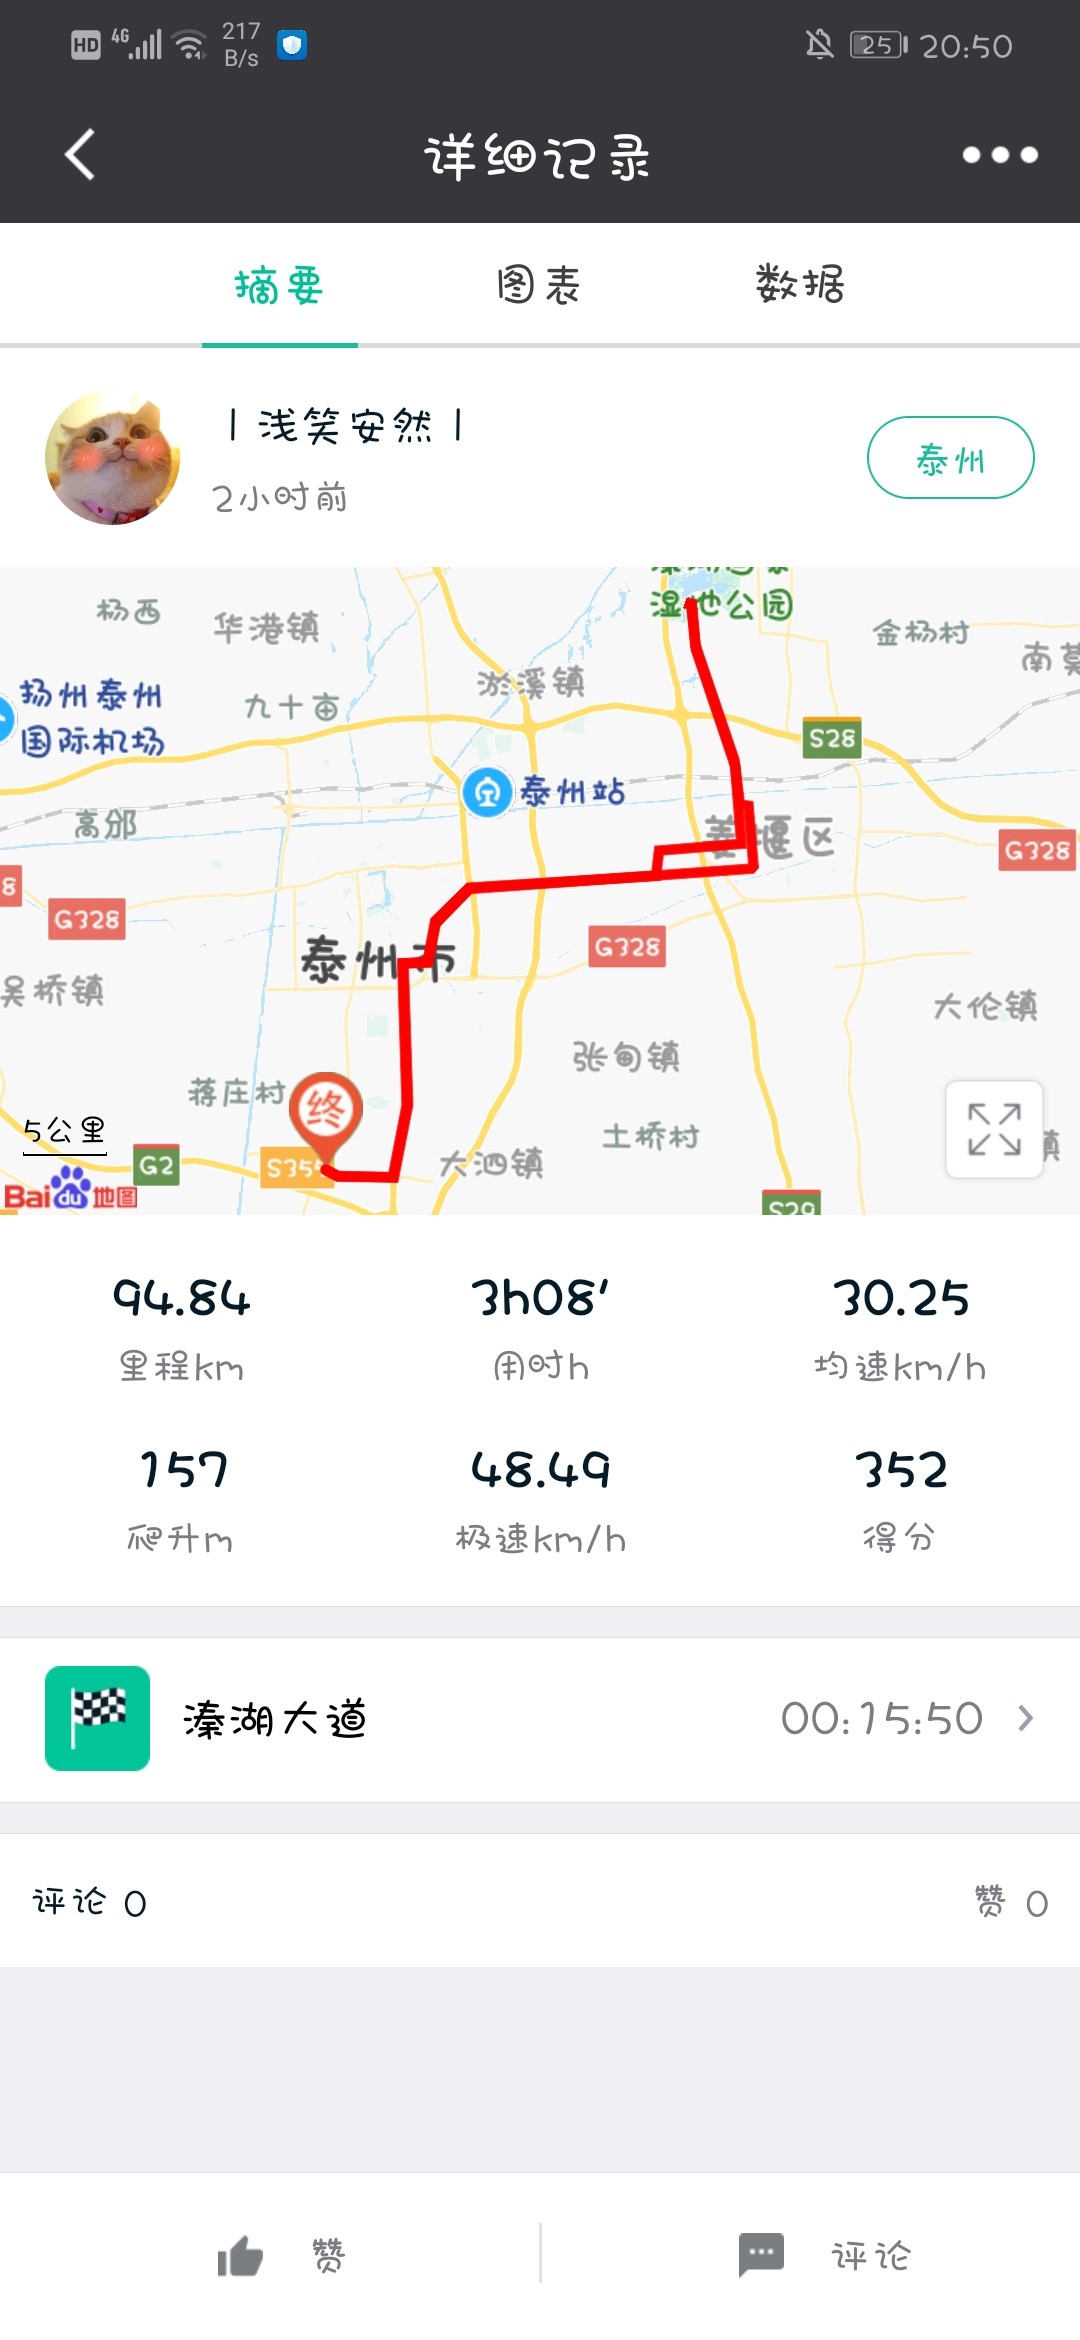 HD 4G 217 B/s 25 20:50
详细记录
摘要 图表 数据
丨浅笑安然丨
2小时前
泰州
湿地公园
杨西
华港镇
金杨村
扬州泰州
国际机场
九十亩
淤溪镇
S28
泰州站
高邮
姜堰区
G328
8
G328
泰州市
G328
吴桥镇
大伦镇
张甸镇
蒋庄村
终
土桥村
5公里
G2
S355
大泗镇
镇
S29
Bai du 地图
94.84 3h08' 30.25
里程km 用时h 均速km/h
157 48.49 352
爬升m 极速km/h 得分
溱湖大道 00:15:50
评论 0 赞 0
赞 评论